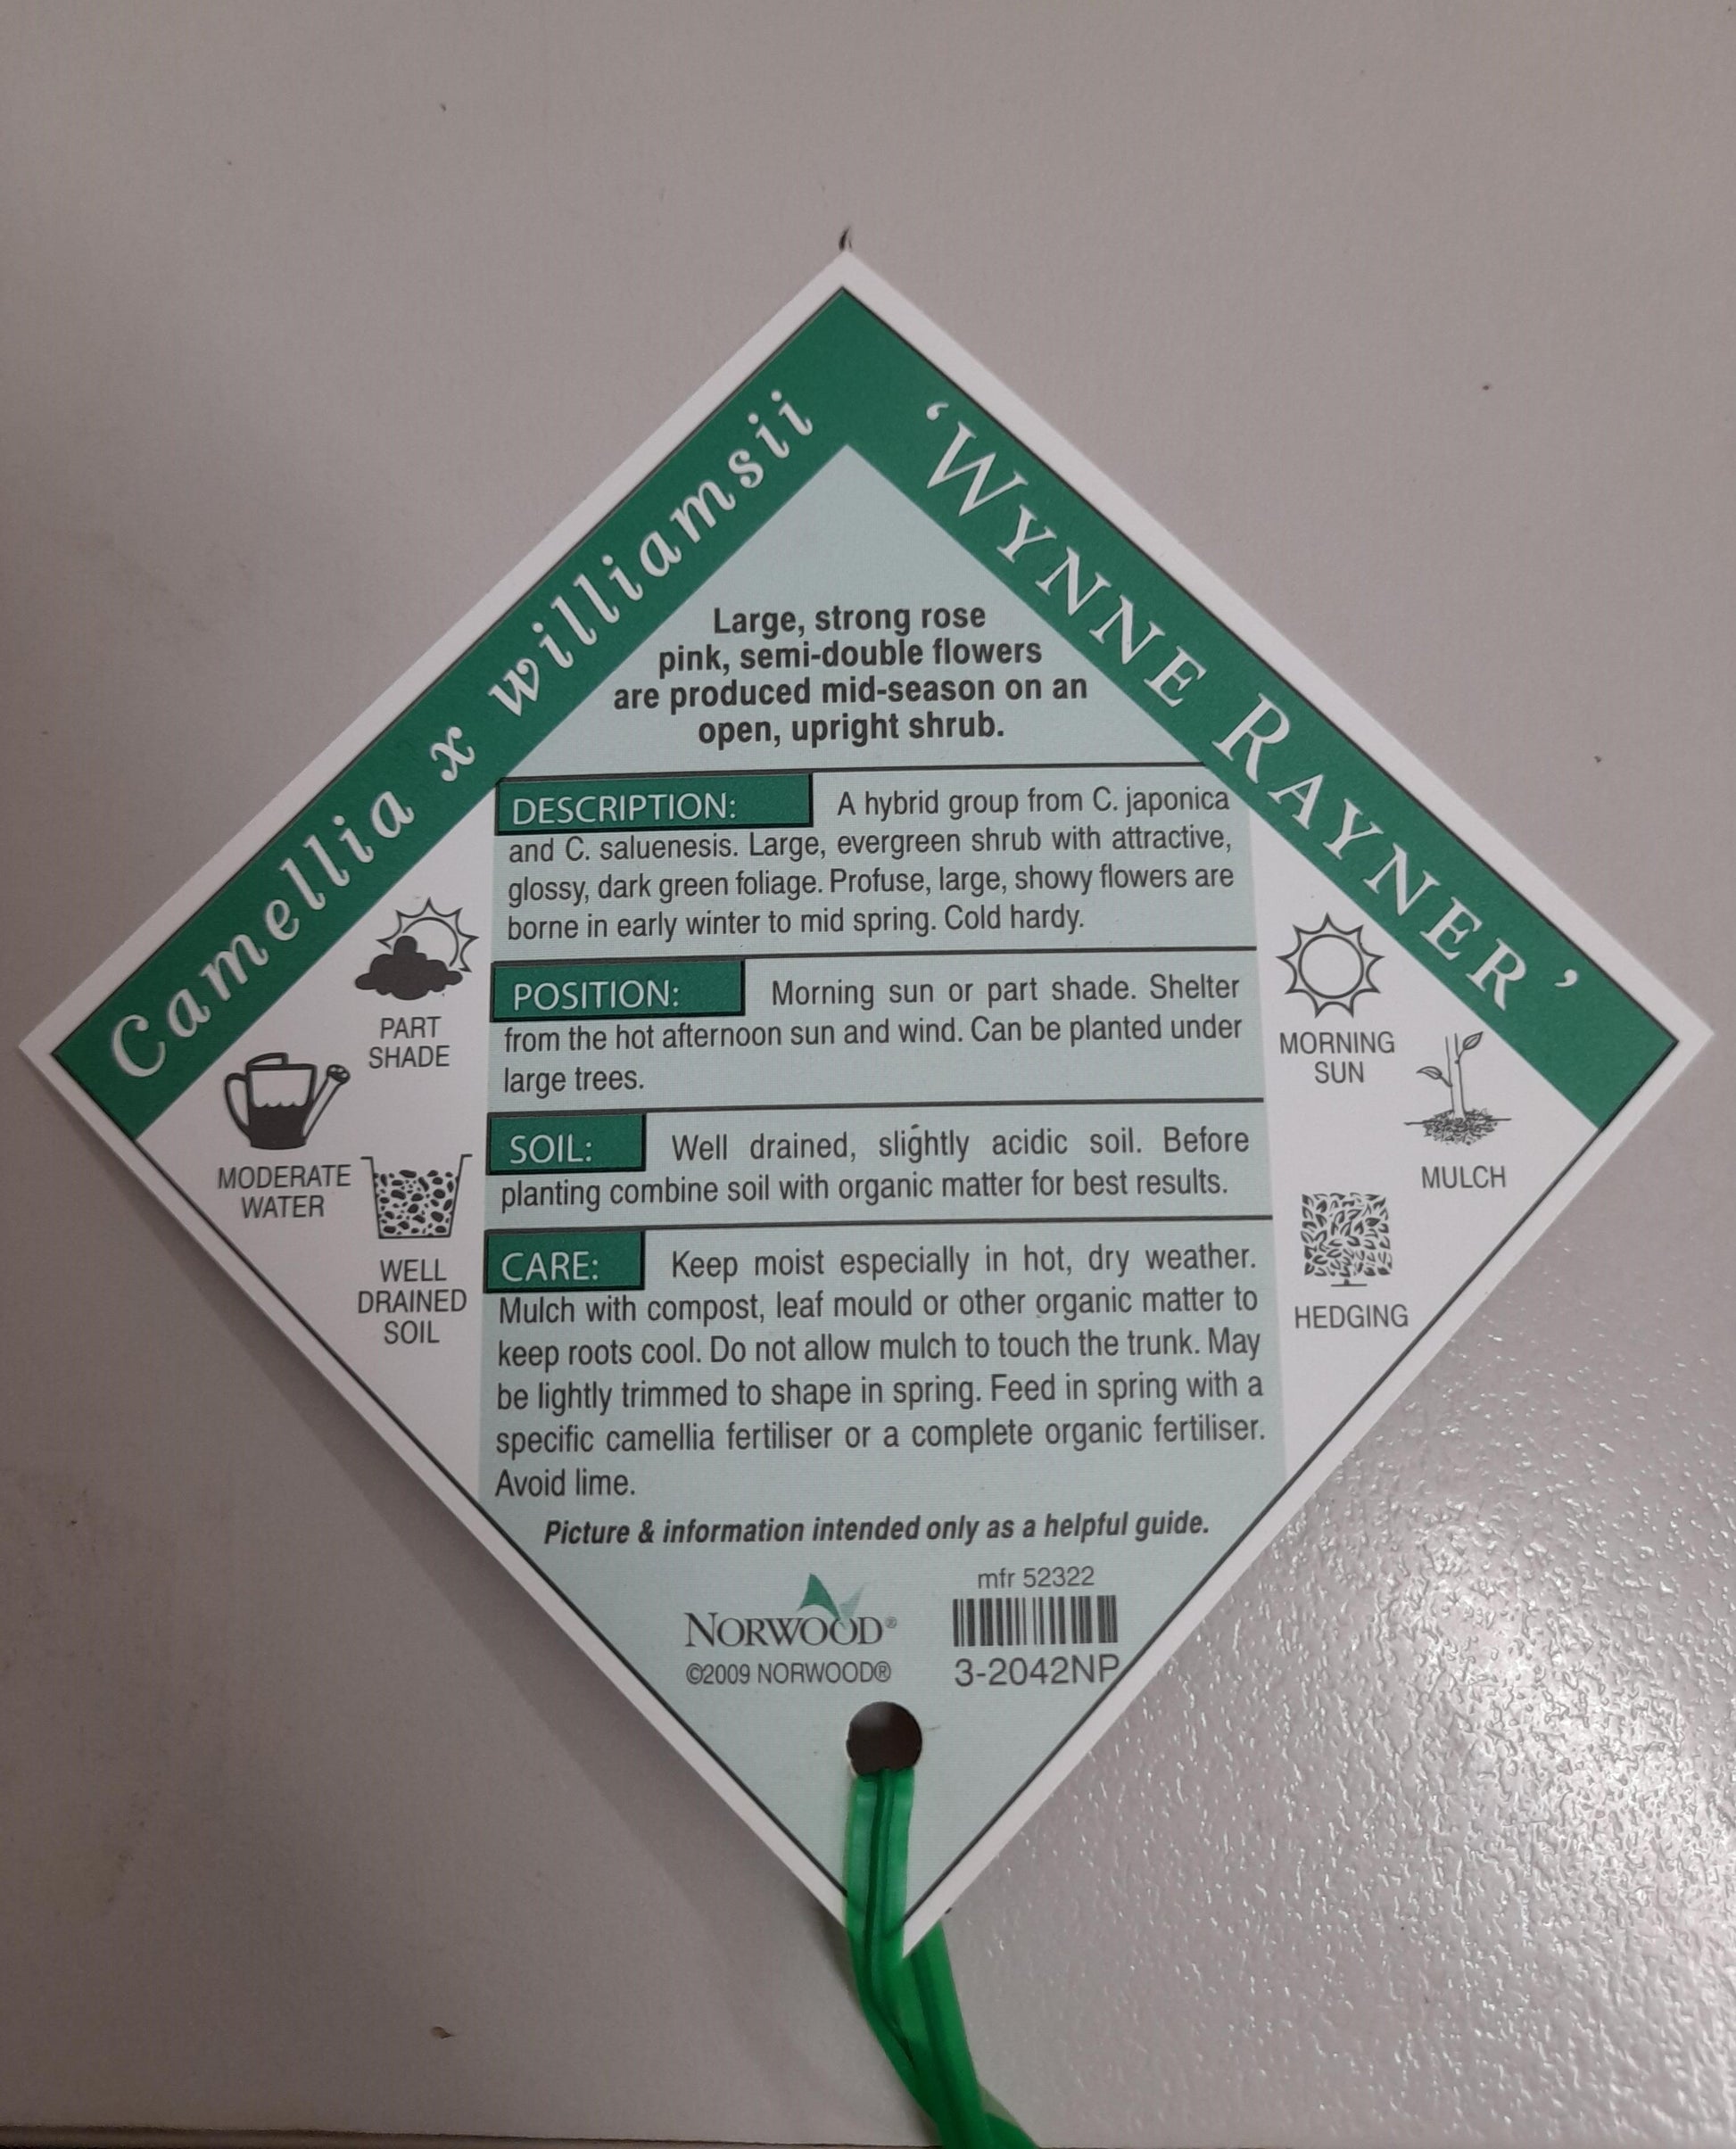 Camellia x williamsii
‘WYNNE RAYNER’
Large, strong rose
pink, semi-double flowers
are produced mid-season on an
open, upright shrub.
DESCRIPTION: A hybrid group from C. japonica
and C. saluenesis. Large, evergreen shrub with attractive,
glossy, dark green foliage. Profuse, large, showy flowers are
borne in early winter to mid spring. Cold hardy.
POSITION: Morning sun or part shade. Shelter
from the hot afternoon sun and wind. Can be planted under
large trees.
SOIL: Well drained, slightly acidic soil. Before
planting combine soil with organic matter for best results.
CARE: Keep moist especially in hot, dry weather.
Mulch with compost, leaf mould or other organic matter to
keep roots cool. Do not allow mulch to touch the trunk. May
be lightly trimmed to shape in spring. Feed in spring with a
specific camellia fertiliser or a complete organic fertiliser.
Avoid lime.
PART
SHADE
MODERATE
WATER
WELL
DRAINED
SOIL
MORNING
SUN
MULCH
HEDGING
Picture & information intended only as a helpful guide.
NORWOOD®
©2009 NORWOOD®
mfr 52322
3-2042NP